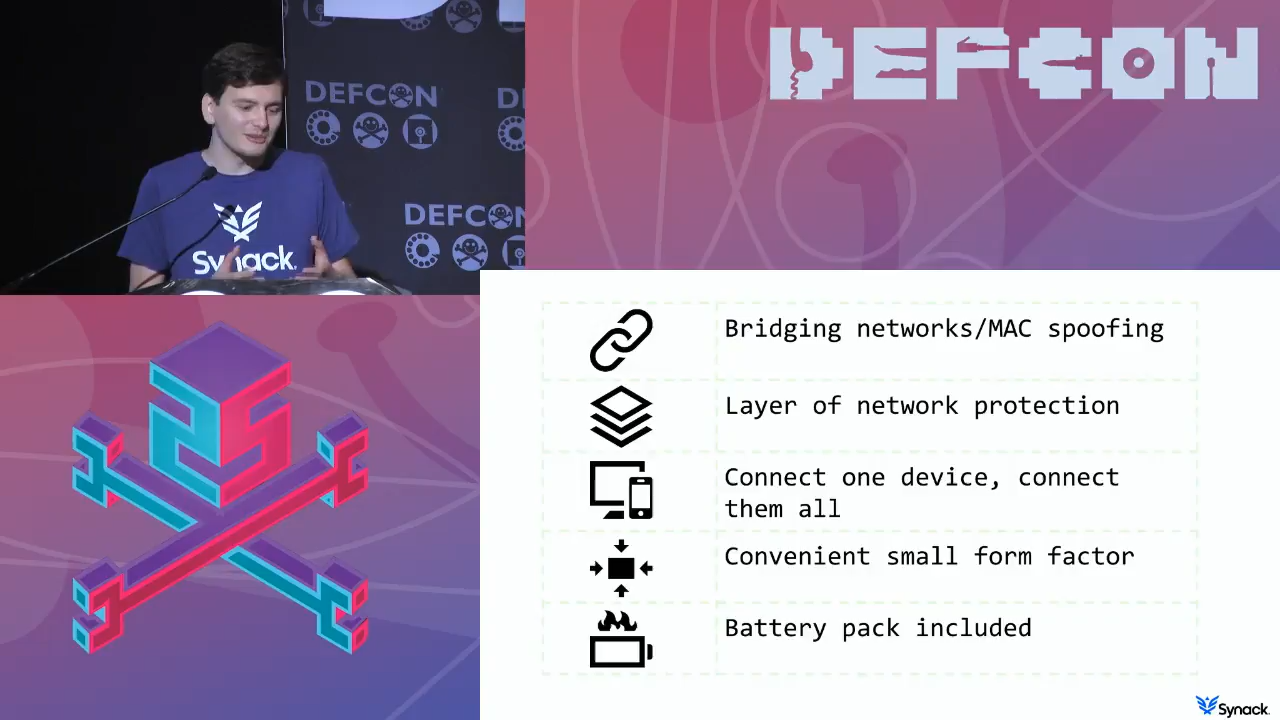 DEFCON
DEFCON
D
DEFCON
Synack.
Bridging networks/MAC spoofing
Layer of network protection
Connect one device, connect
them all
Convenient small form factor
Battery pack included
Synack.